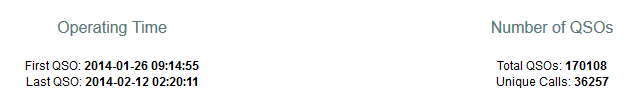 Operating Time
First QSO: 2014-01-26 09:14:55
Last QSO: 2014-02-12 02:20:11
Number of QSOs
Total QSOs: 170108
Unique Calls: 36257